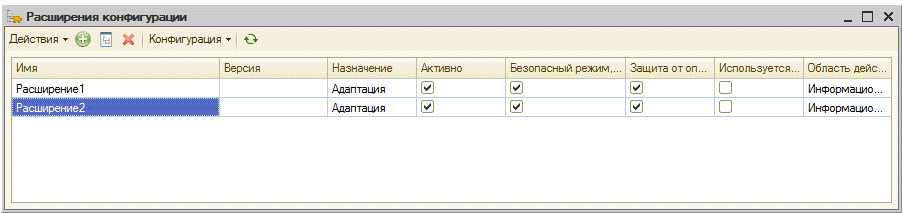 Расширения конфигурации
Действия Конфигурация
Имя Версия Назначение Активно Безопасный режим,... Защита от оп... Используется... Область дейс...
Расширение1 Адаптация Информацио...
Расширение2 Адаптация Информацио...